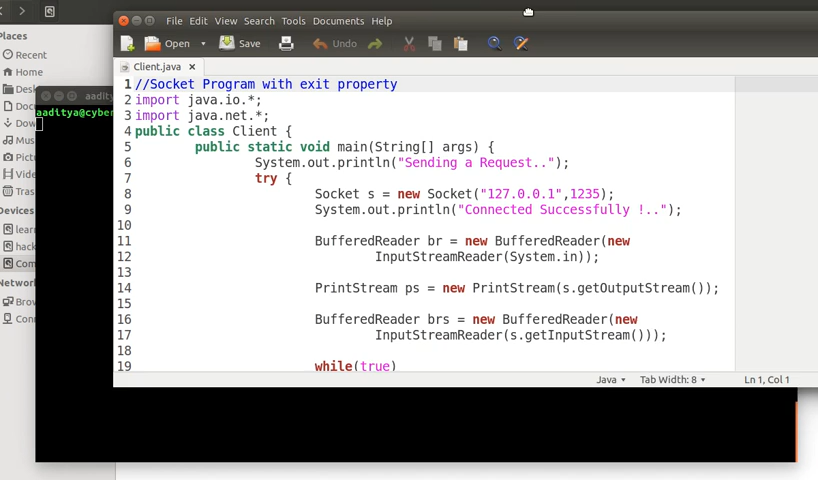 File Edit View Search Tools Documents Help
Open Save Undo
Places
Recent
Home
Client.java
aaditya@cyber
1 //Socket Program with exit property
2 import java.io.*;
3 import java.net.*;
4 public class Client {
5 public static void main(String[] args) {
6 System.out.println("Sending a Request..");
7 try {
8 Socket s = new Socket("127.0.0.1",1235);
9 System.out.println("Connected Successfully !..");
10
11 BufferedReader br = new BufferedReader(new
12 InputStreamReader(System.in));
13
14 PrintStream ps = new PrintStream(s.getOutputStream());
15
16 BufferedReader brs = new BufferedReader(new
17 InputStreamReader(s.getInputStream()));
18
19 while(true)
Java Tab Width: 8 Ln 1, Col 1
Devices
Network